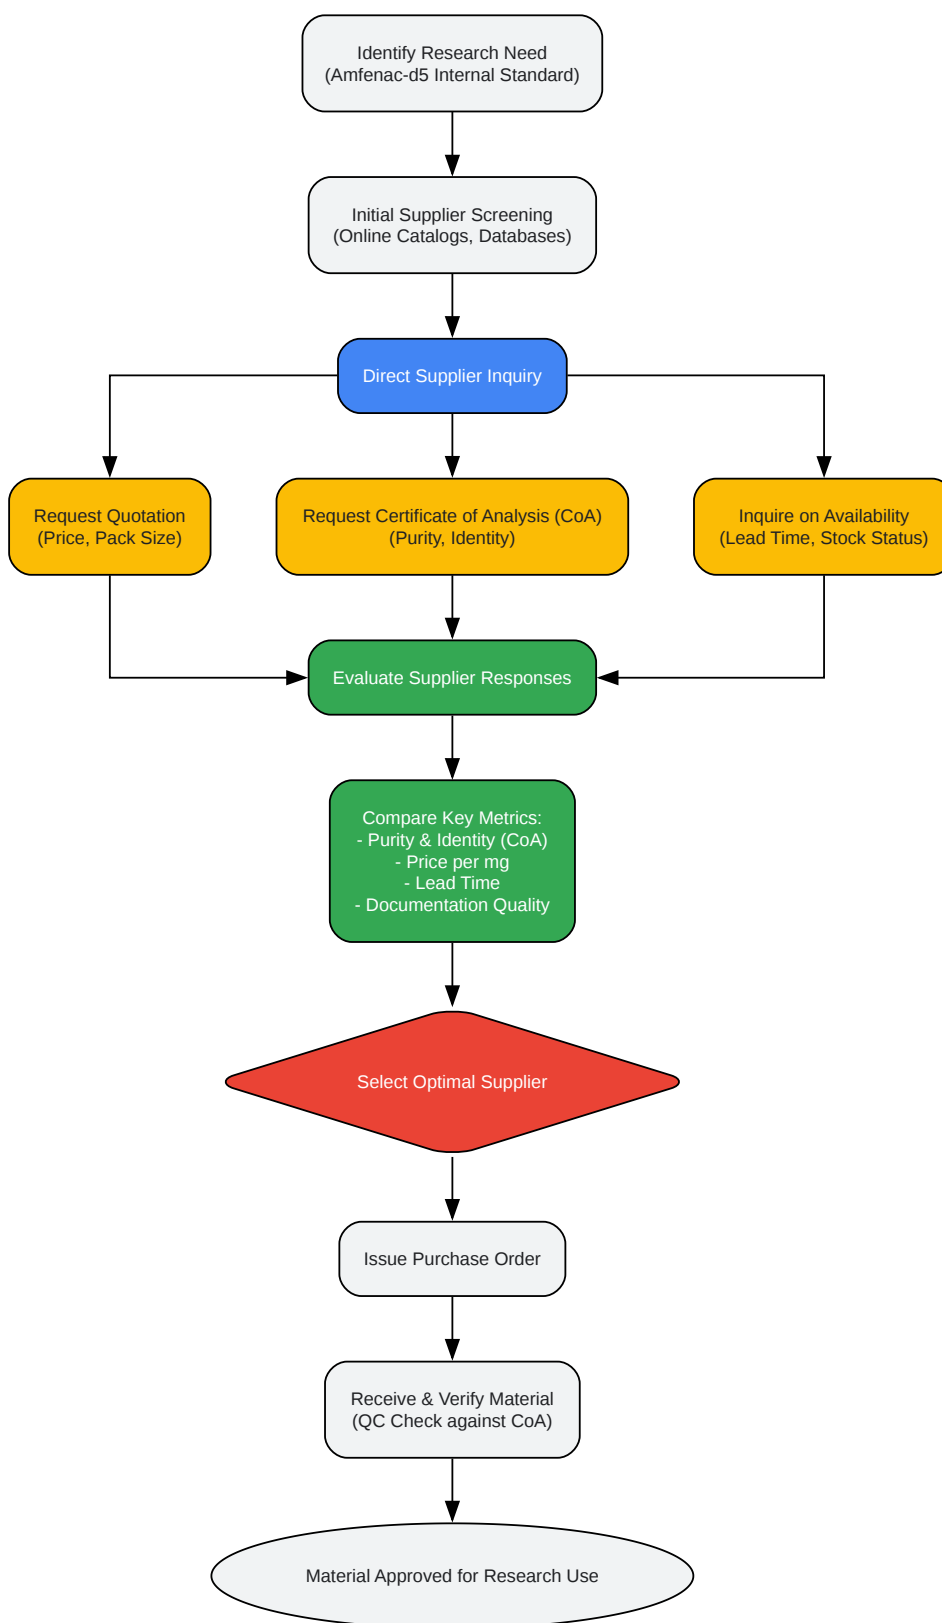 Identify Research Need
(Amfenac-d5 Internal Standard)
Initial Supplier Screening
(Online Catalogs, Databases)
Direct Supplier Inquiry
Request Quotation
(Price, Pack Size)
Request Certificate of Analysis (CoA)
(Purity, Identity)
Inquire on Availability
(Lead Time, Stock Status)
Evaluate Supplier Responses
Compare Key Metrics:
- Purity & Identity (CoA)
- Price per mg
- Lead Time
- Documentation Quality
Select Optimal Supplier
Issue Purchase Order
Receive & Verify Material
(QC Check against CoA)
Material Approved for Research Use